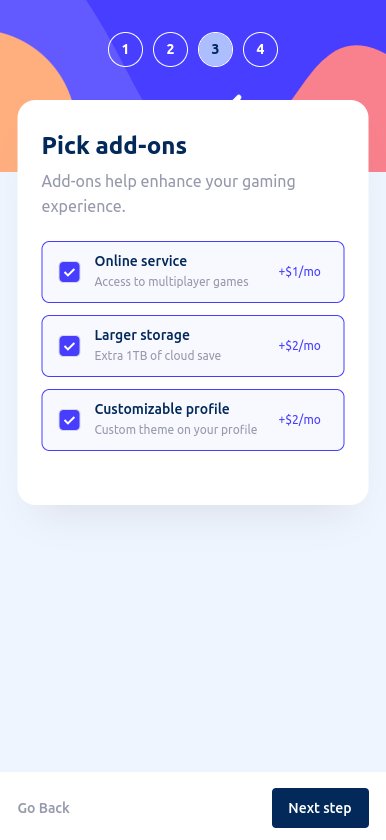 1 2 3 4
Pick add-ons
Add-ons help enhance your gaming
experience.
Online service
Access to multiplayer games
+$1/mo
Larger storage
Extra 1TB of cloud save
+$2/mo
Customizable profile
Custom theme on your profile
+$2/mo
Go Back
Next step